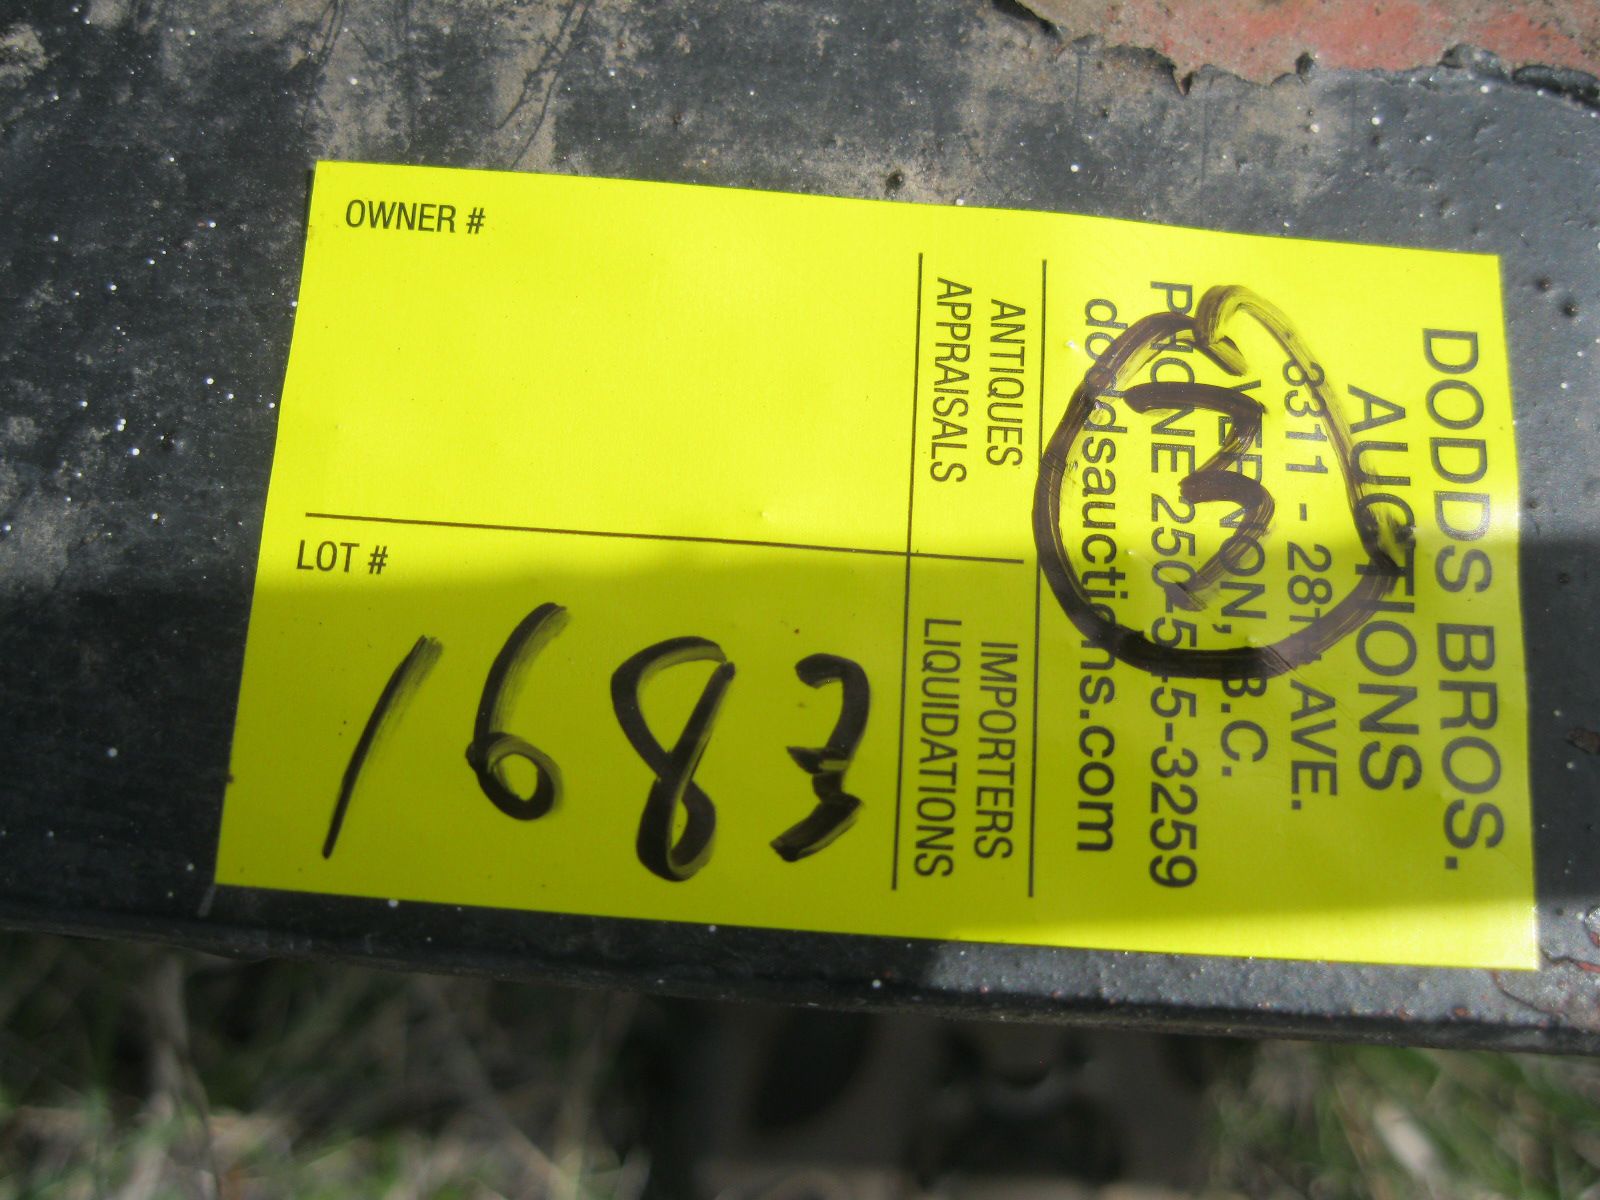 OWNER #
LOT #
1683
ANTIQUES
APPRAISALS
IMPORTERS
LIQUIDATIONS
DODDS BROS.
AUCTIONS
3311 - 28TH AVE.
VERNON, B.C.
PHONE 250 545-3259
doddsauctions.com
3